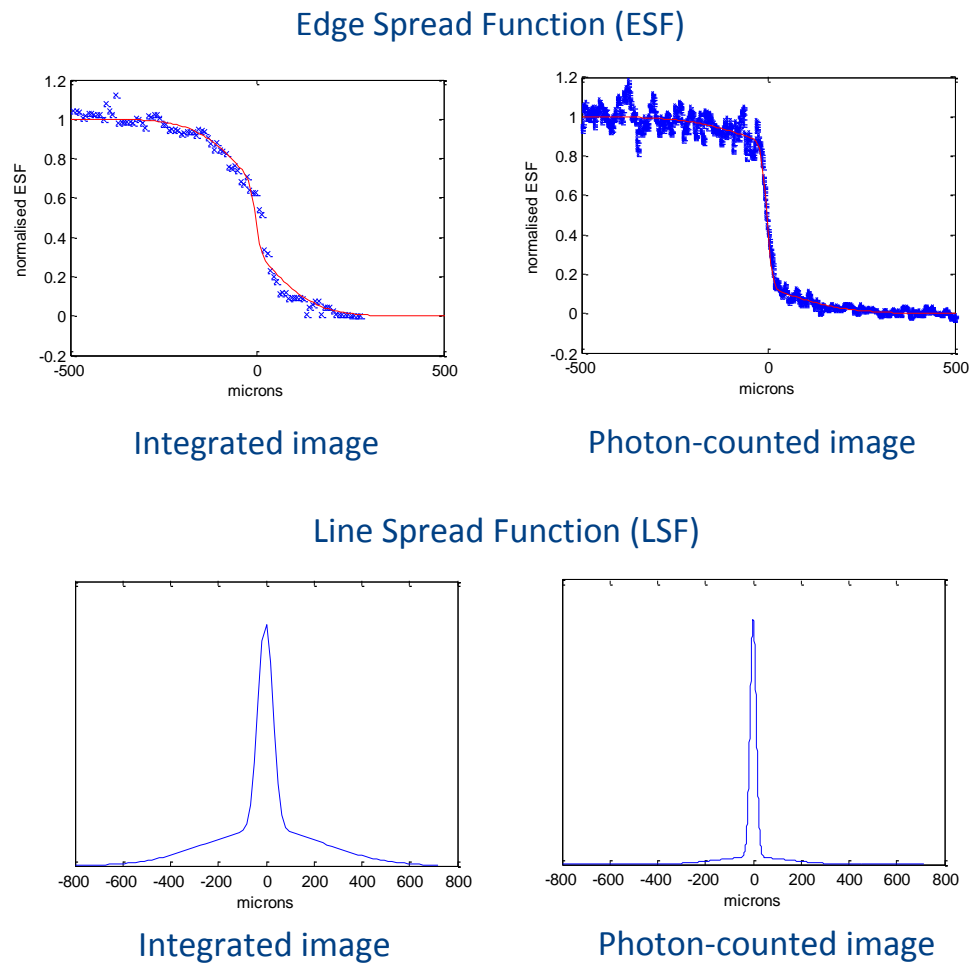 Edge Spread Function (ESF)
1.2
1
0.8
0.6
0.4
0.2
0
-0.2
-500
0
500
normalised ESF
microns
Integrated image
1.2
1
0.8
0.6
0.4
0.2
0
-0.2
-500
0
500
normalised ESF
microns
Photon-counted image
Line Spread Function (LSF)
-800 -600 -400 -200 0 200 400 600 800
microns
Integrated image
-800 -600 -400 -200 0 200 400 600 800
microns
Photon-counted image